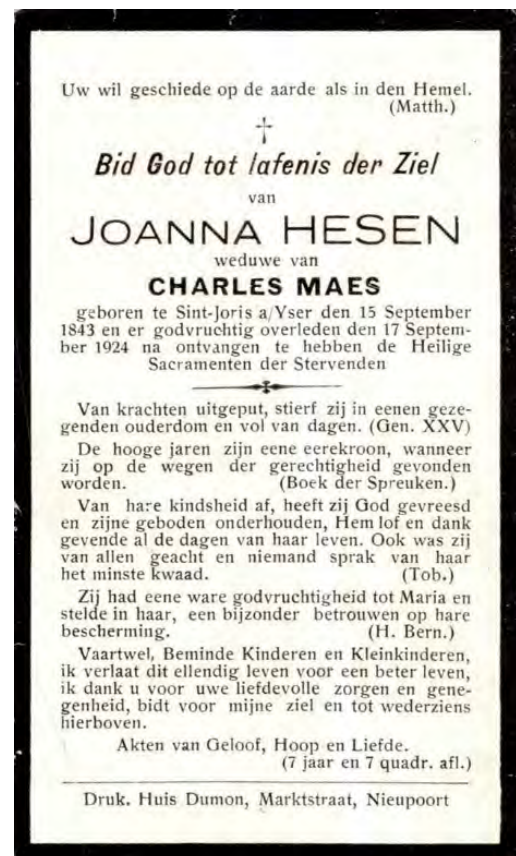 Uw wil geschiede op de aarde als in den Hemel.
(Matth.)
†
Bid God tot lafenis der Ziel
van
JOANNA HESEN
weduwe van
CHARLES MAES
geboren te Sint-Joris a/Yser den 15 September
1843 en er godvruchtig overleden den 17 Septem-
ber 1924 na ontvangen te hebben de Heilige
Sacramenten der Stervenden
Van krachten uitgeput, stierf zij in eenen geze-
genden ouderdom en vol van dagen. (Gen. XXV)
De hooge jaren zijn eene eerekroon, wanneer
zij op de wegen der gerechtigheid gevonden
worden. (Boek der Spreuken.)
Van hare kindsheid af, heeft zij God gevreesd
en zijne geboden onderhouden, Hem lof en dank
gevende al de dagen van haar leven. Ook was zij
van allen geacht en niemand sprak van haar
het minste kwaad. (Tob.)
Zij had eene ware godvruchtigheid tot Maria en
stelde in haar, een bijzonder betrouwen op hare
bescherming. (H. Bern.)
Vaartwel, Beminde Kinderen en Kleinkinderen,
ik verlaat dit ellendig leven voor een beter leven,
ik dank u voor uwe liefdevolle zorgen en gene-
genheid, bidt voor mijne ziel en tot wederziens
hierboven.
Akten van Geloof, Hoop en Liefde.
(7 jaar en 7 quadr. afl.)
Druk. Huis Dumon, Marktstraat, Nieupoort